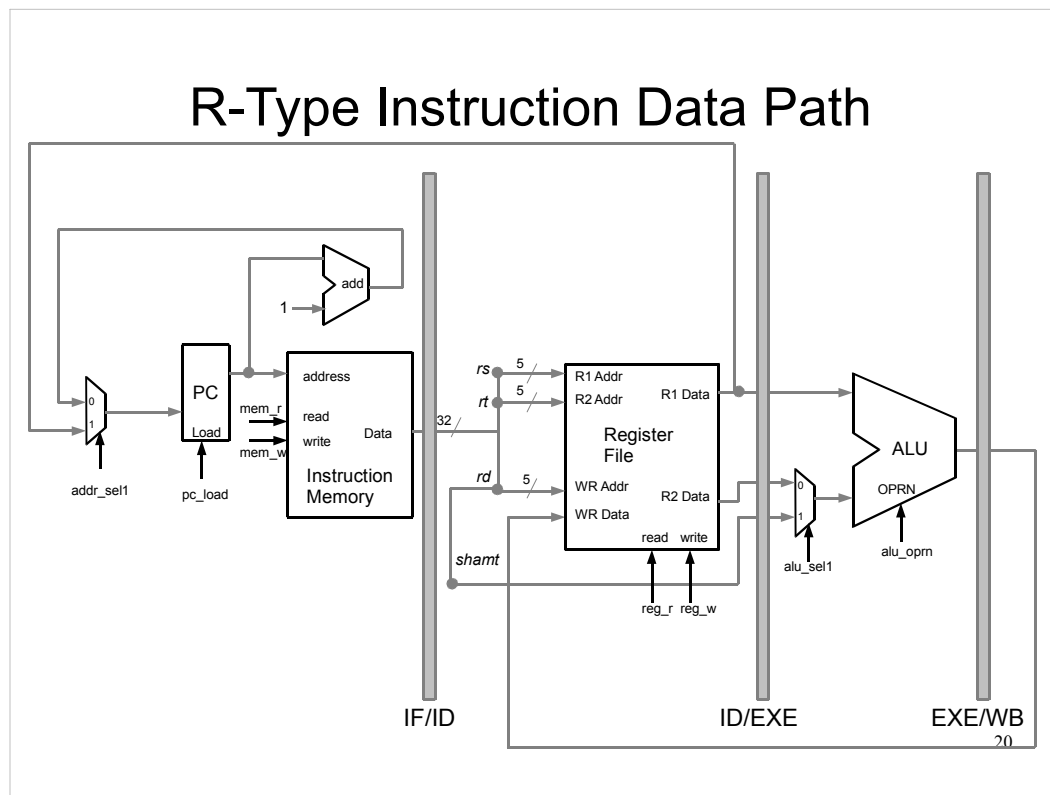 R-Type Instruction Data Path
add
1
PC
Load
pc_load
0
1
addr_sel1
address
read
write
Data
Instruction
Memory
mem_r
mem_w
32
rs
5
rt
5
rd
5
shamt
R1 Addr
R2 Addr
R1 Data
Register
File
WR Addr
WR Data
R2 Data
read write
reg_r reg_w
0
1
alu_sel1
ALU
OPRN
alu_oprn
IF/ID
ID/EXE
EXE/WB
20